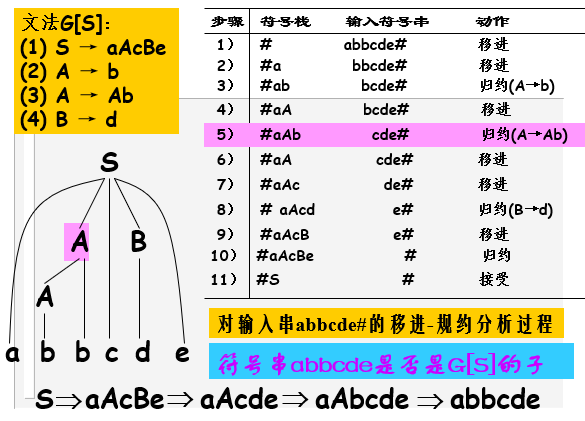 文法G[S]:
(1) S → aAcBe
(2) A → b
(3) A → Ab
(4) B → d
步骤 符号栈 输入符号串 动作
1) # abbcde# 移进
2) #a bbcde# 移进
3) #ab bcde# 归约(A→b)
4) #aA bcde# 移进
5) #aAb cde# 归约(A→Ab)
6) #aA cde# 移进
7) #aAc de# 移进
8) # aAcd e# 归约(B→d)
9) #aAcB e# 移进
10) #aAcBe # 归约
11) #S # 接受
S
A B
A
a b b c d e
对输入串abbcde#的移进-规约分析过程
符号串abbcde是否是G[S]的子
S⇒aAcBe⇒ aAcde ⇒ aAbcde ⇒ abbcde